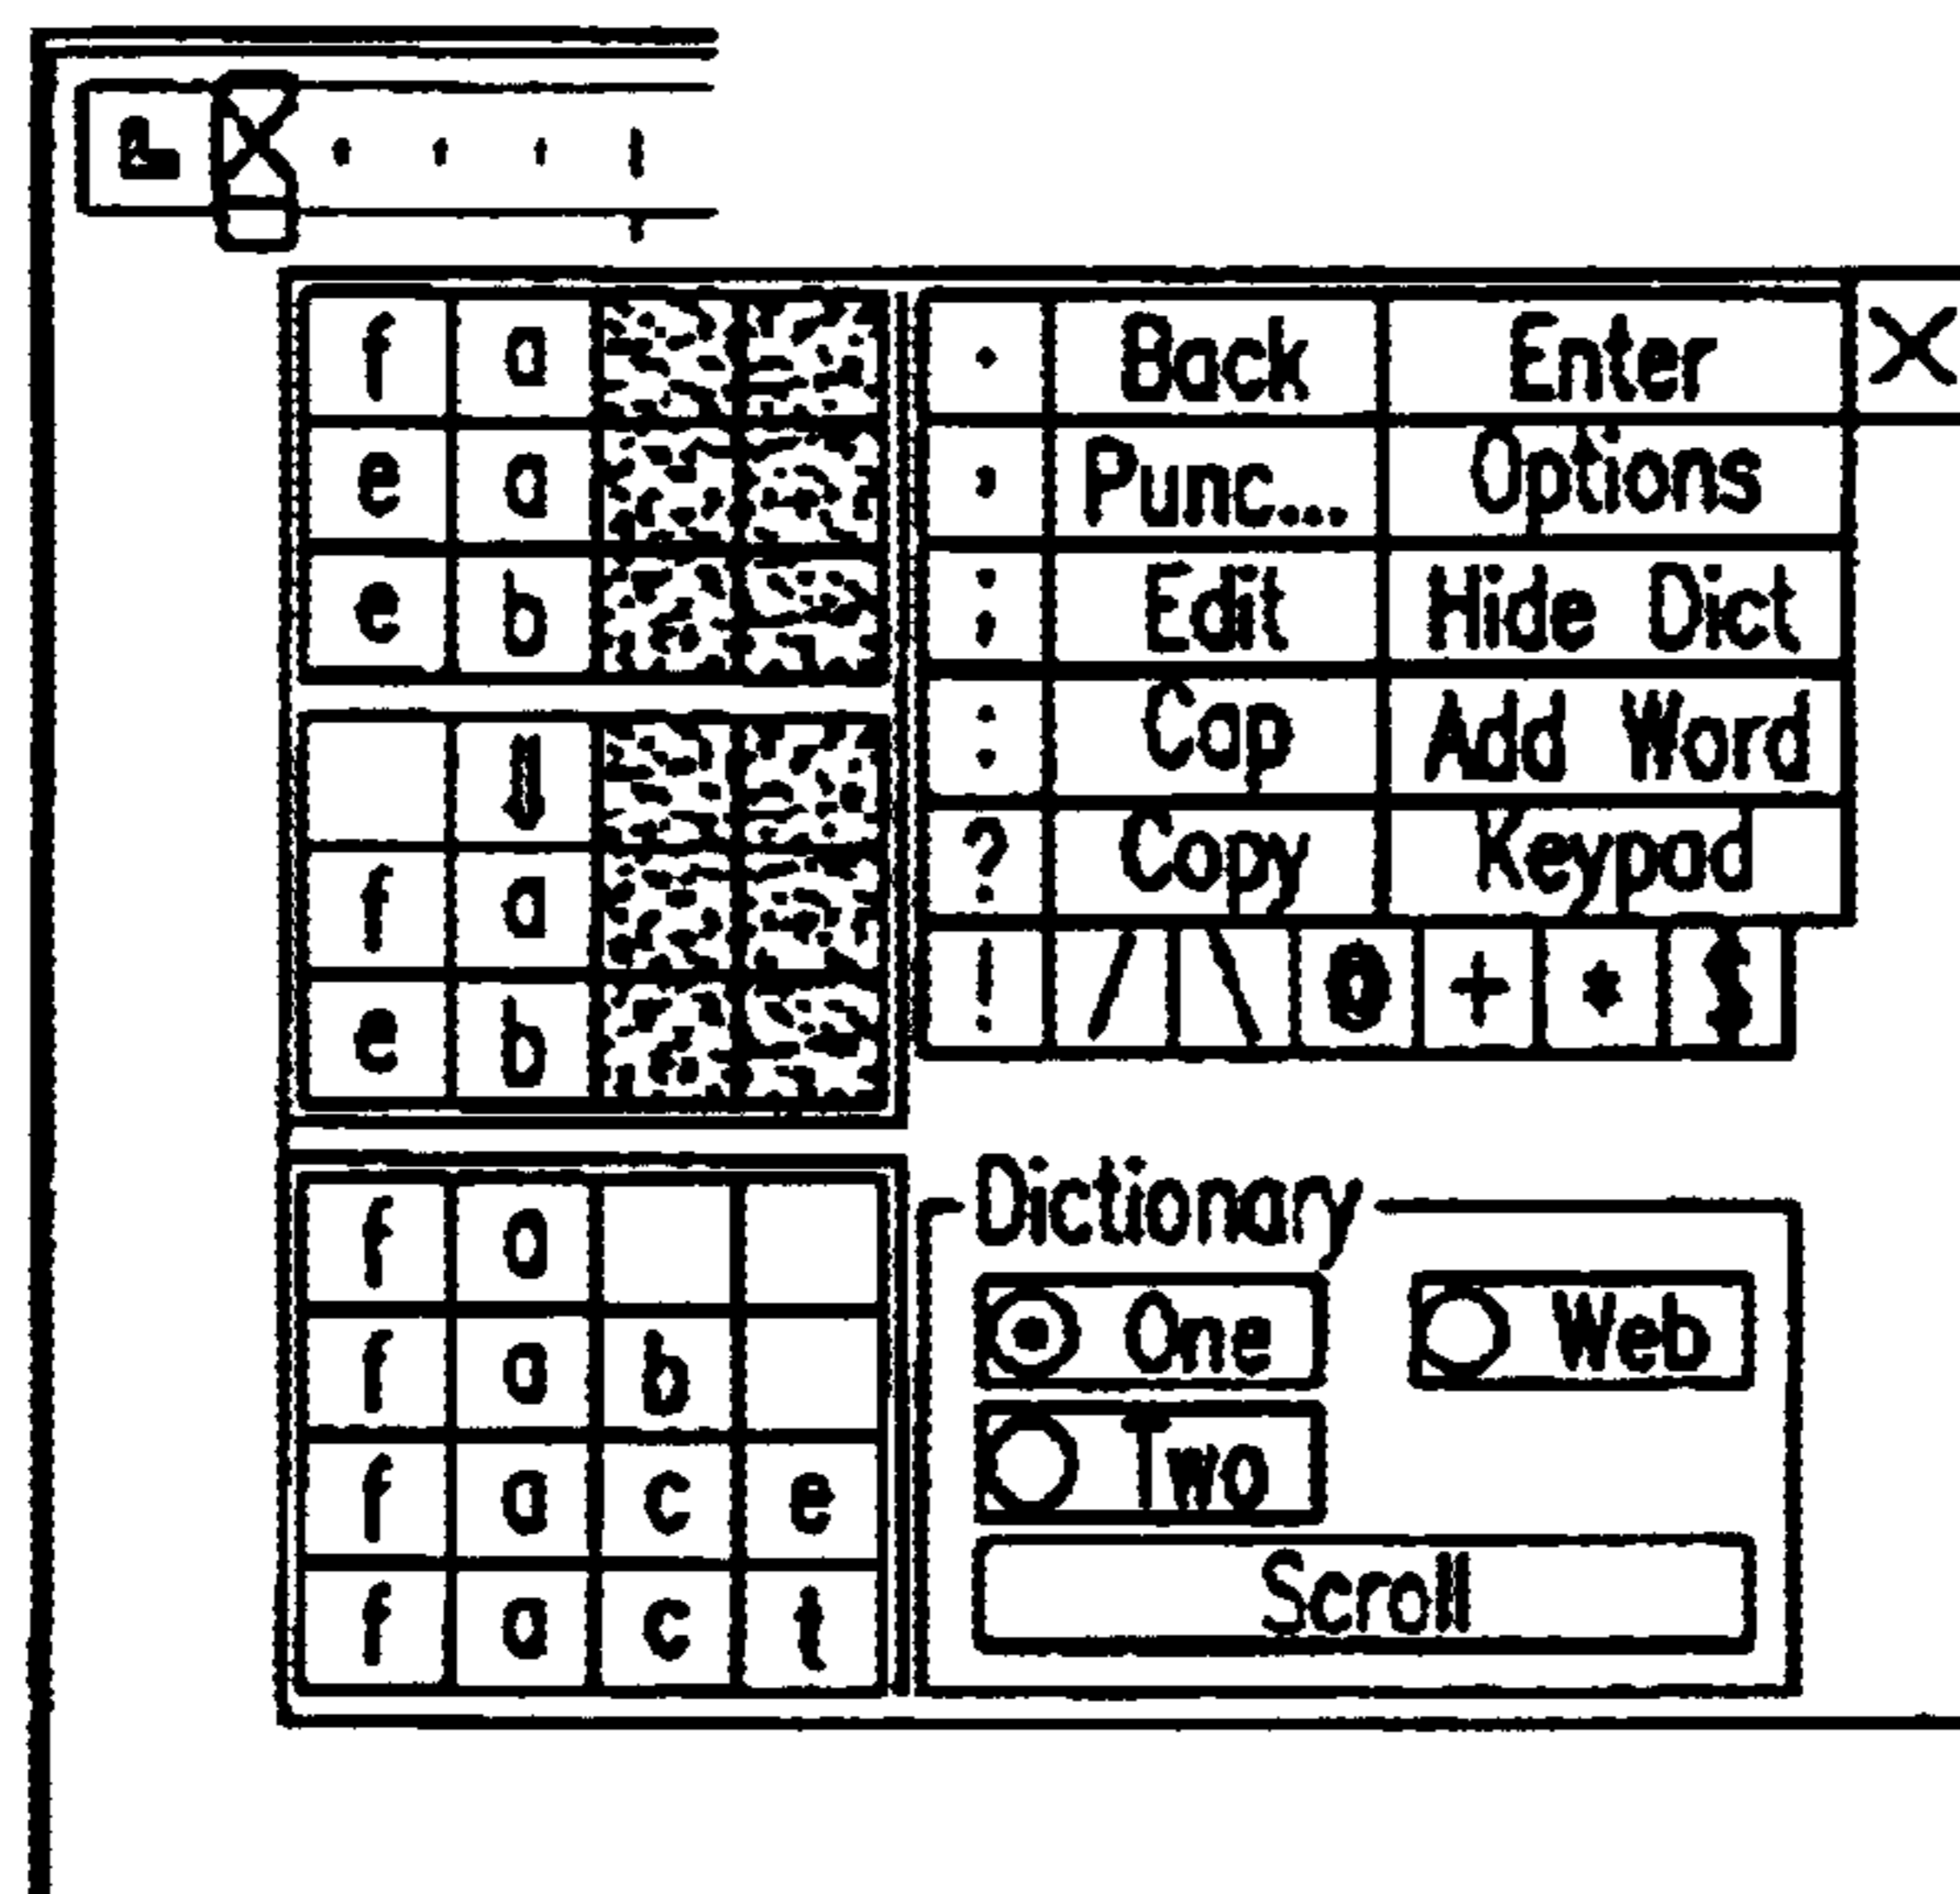 f a . Back Enter X
e a , Punc... Options
e b ; Edit Hide Dict
: Cap Add Word
f a ? Copy Keypad
e b ! / \ + *
Dictionary
f a
One Web
f a b
Two
f a c e
Scroll
f a c t